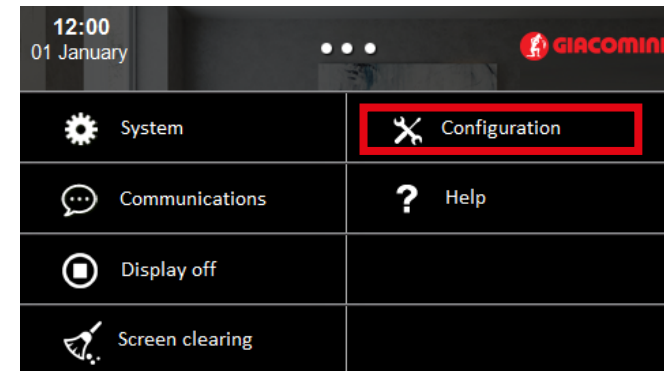 12:00
01 January
GIACOMINI
System
Configuration
Communications
? Help
Display off
Screen clearing